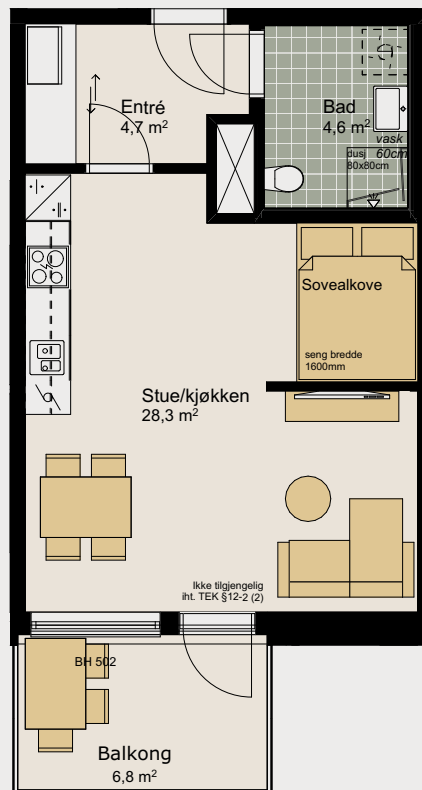 Entré
4,7 m²
Bad
4,6 m²
vask
60cm
dusj
80x80cm
Sovealkove
seng bredde
1600mm
Stue/kjøkken
28,3 m²
Ikke tilgjengelig
iht. TEK §12-2 (2)
BH 502
Balkong
6,8 m²